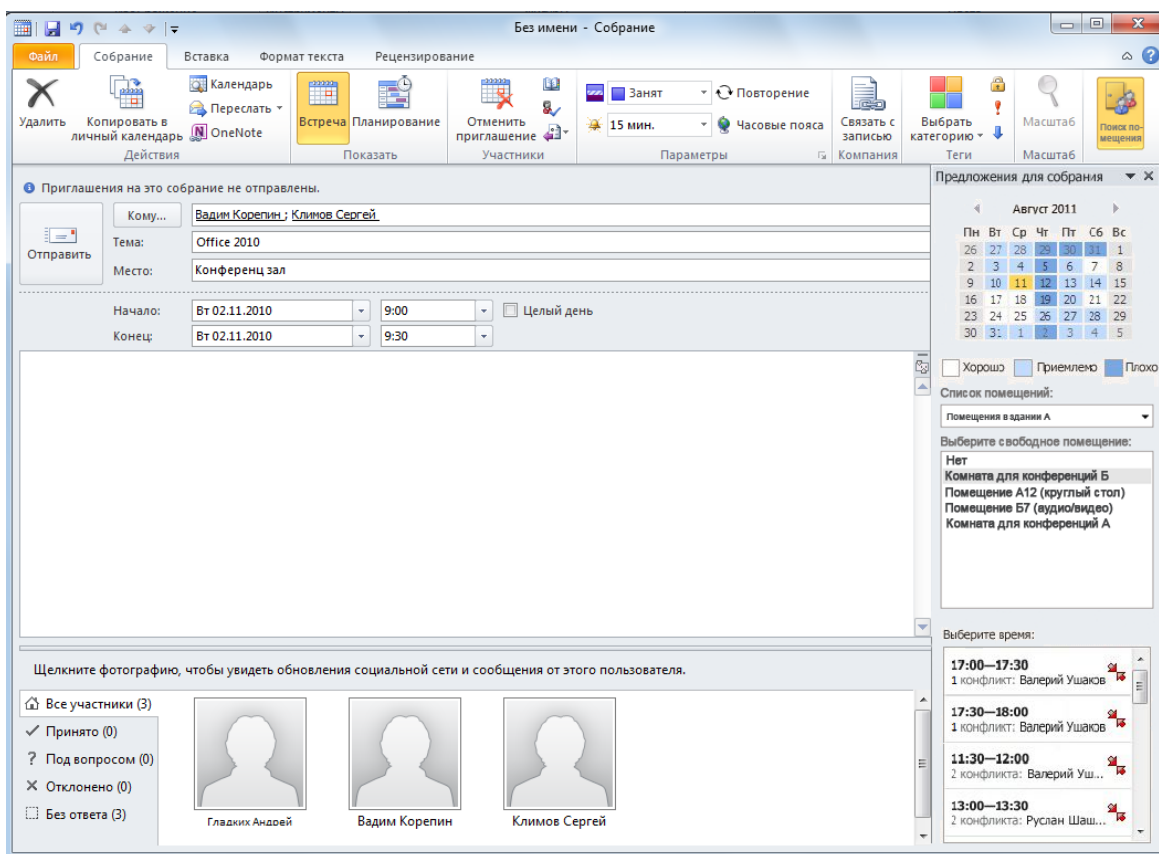 Без имени - Собрание
Файл Собрание Вставка Формат текста Рецензирование
Удалить
Копировать в личный календарь
Календарь
Переслать
OneNote
Действия
Встреча
Планирование
Показать
Отменить приглашение
Участники
Занят
15 мин.
Повторение
Часовые пояса
Параметры
Связать с записью
Компания
Выбрать категорию
Теги
Масштаб
Масштаб
Поиск по-
мещения
Приглашения на это собрание не отправлены.
Отправить
Кому... Вадим Корепин ; Климов Сергей
Тема: Office 2010
Место: Конференц зал
Начало: Вт 02.11.2010 9:00 Целый день
Конец: Вт 02.11.2010 9:30
Щелкните фотографию, чтобы увидеть обновления социальной сети и сообщения от этого пользователя.
Все участники (3)
Принято (0)
Под вопросом (0)
Отклонено (0)
Без ответа (3)
Гладких Андрей
Вадим Корепин
Климов Сергей
Предложения для собрания
Август 2011
Пн Вт Ср Чт Пт Сб Вс
26 27 28 29 30 31 1
2 3 4 5 6 7 8
9 10 11 12 13 14 15
16 17 18 19 20 21 22
23 24 25 26 27 28 29
30 31 1 2 3 4 5
Хорошо Приемлемо Плохо
Список помещений:
Помещения в здании А
Выберите свободное помещение:
Нет
Комната для конференций Б
Помещение А12 (круглый стол)
Помещение Б7 (аудио/видео)
Комната для конференций А
Выберите время:
17:00—17:30
1 конфликт: Валерий Ушаков
17:30—18:00
1 конфликт: Валерий Ушаков
11:30—12:00
2 конфликта: Валерий Уш...
13:00—13:30
2 конфликта: Руслан Шаш...